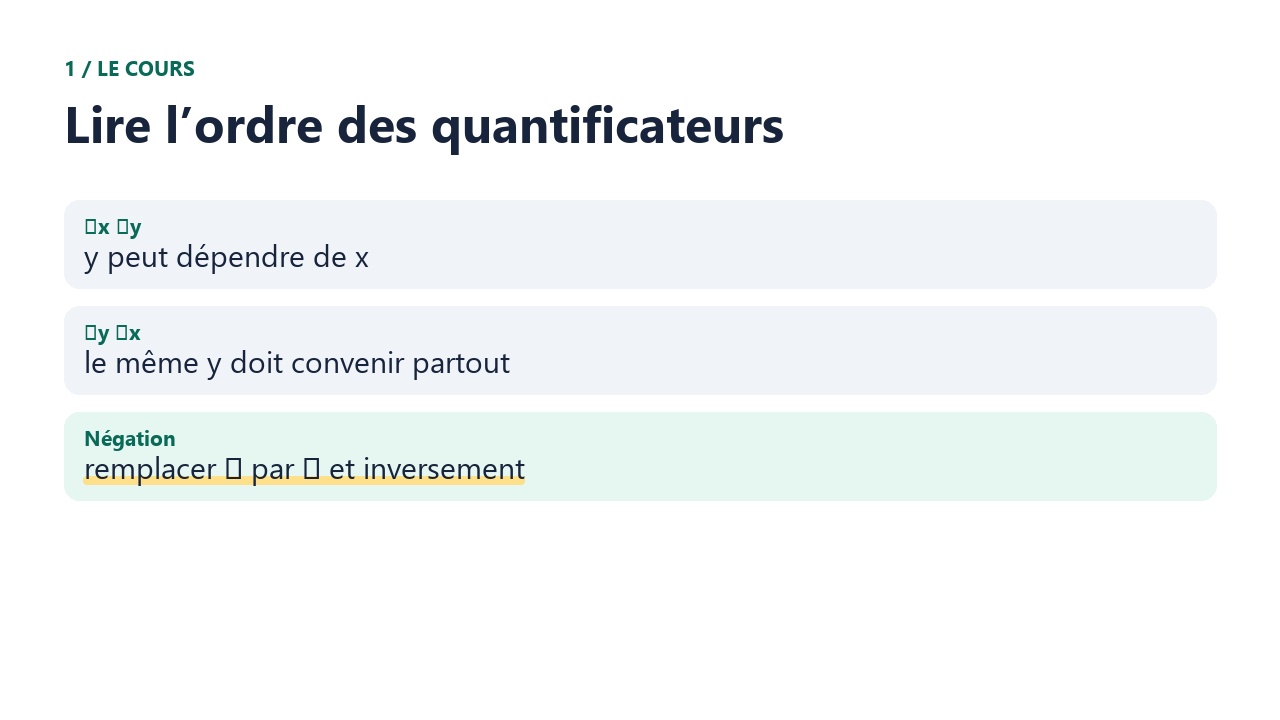 1 / LE COURS
Lire l’ordre des quantificateurs
▯x ▯y
y peut dépendre de x
▯y ▯x
le même y doit convenir partout
Négation
remplacer ▯ par ▯ et inversement